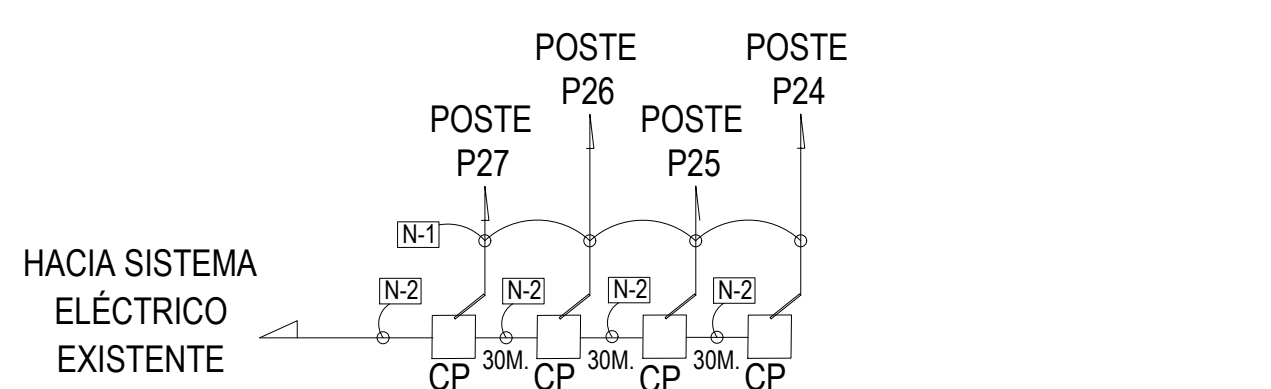 POSTE
P26
POSTE
P24
POSTE
P27
POSTE
P25
N-1
HACIA SISTEMA
ELÉCTRICO
EXISTENTE
N-2
N-2
N-2
N-2
CP
30M.
CP
30M.
CP
30M.
CP